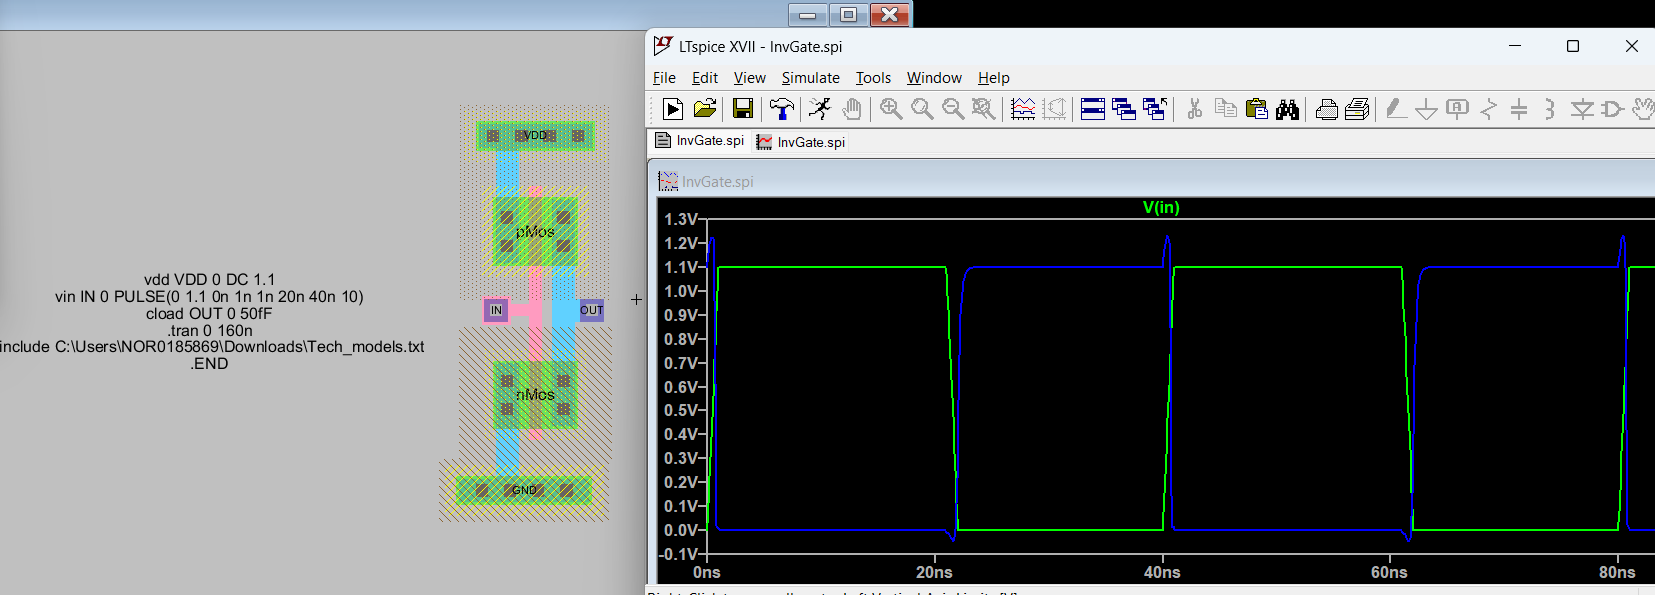 LTspice XVII - InvGate.spi
File Edit View Simulate Tools Window Help
InvGate.spi InvGate.spi
InvGate.spi
V(in)
1.3V
1.2V
1.1V
1.0V
0.9V
0.8V
0.7V
0.6V
0.5V
0.4V
0.3V
0.2V
0.1V
0.0V
-0.1V
0ns 20ns 40ns 60ns 80ns
VDD
pMos
IN OUT
nMos
GND
vdd VDD 0 DC 1.1
vin IN 0 PULSE(0 1.1 0n 1n 1n 20n 40n 10)
cload OUT 0 50fF
.tran 0 160n
include C:\Users\NOR0185869\Downloads\Tech_models.txt
.END